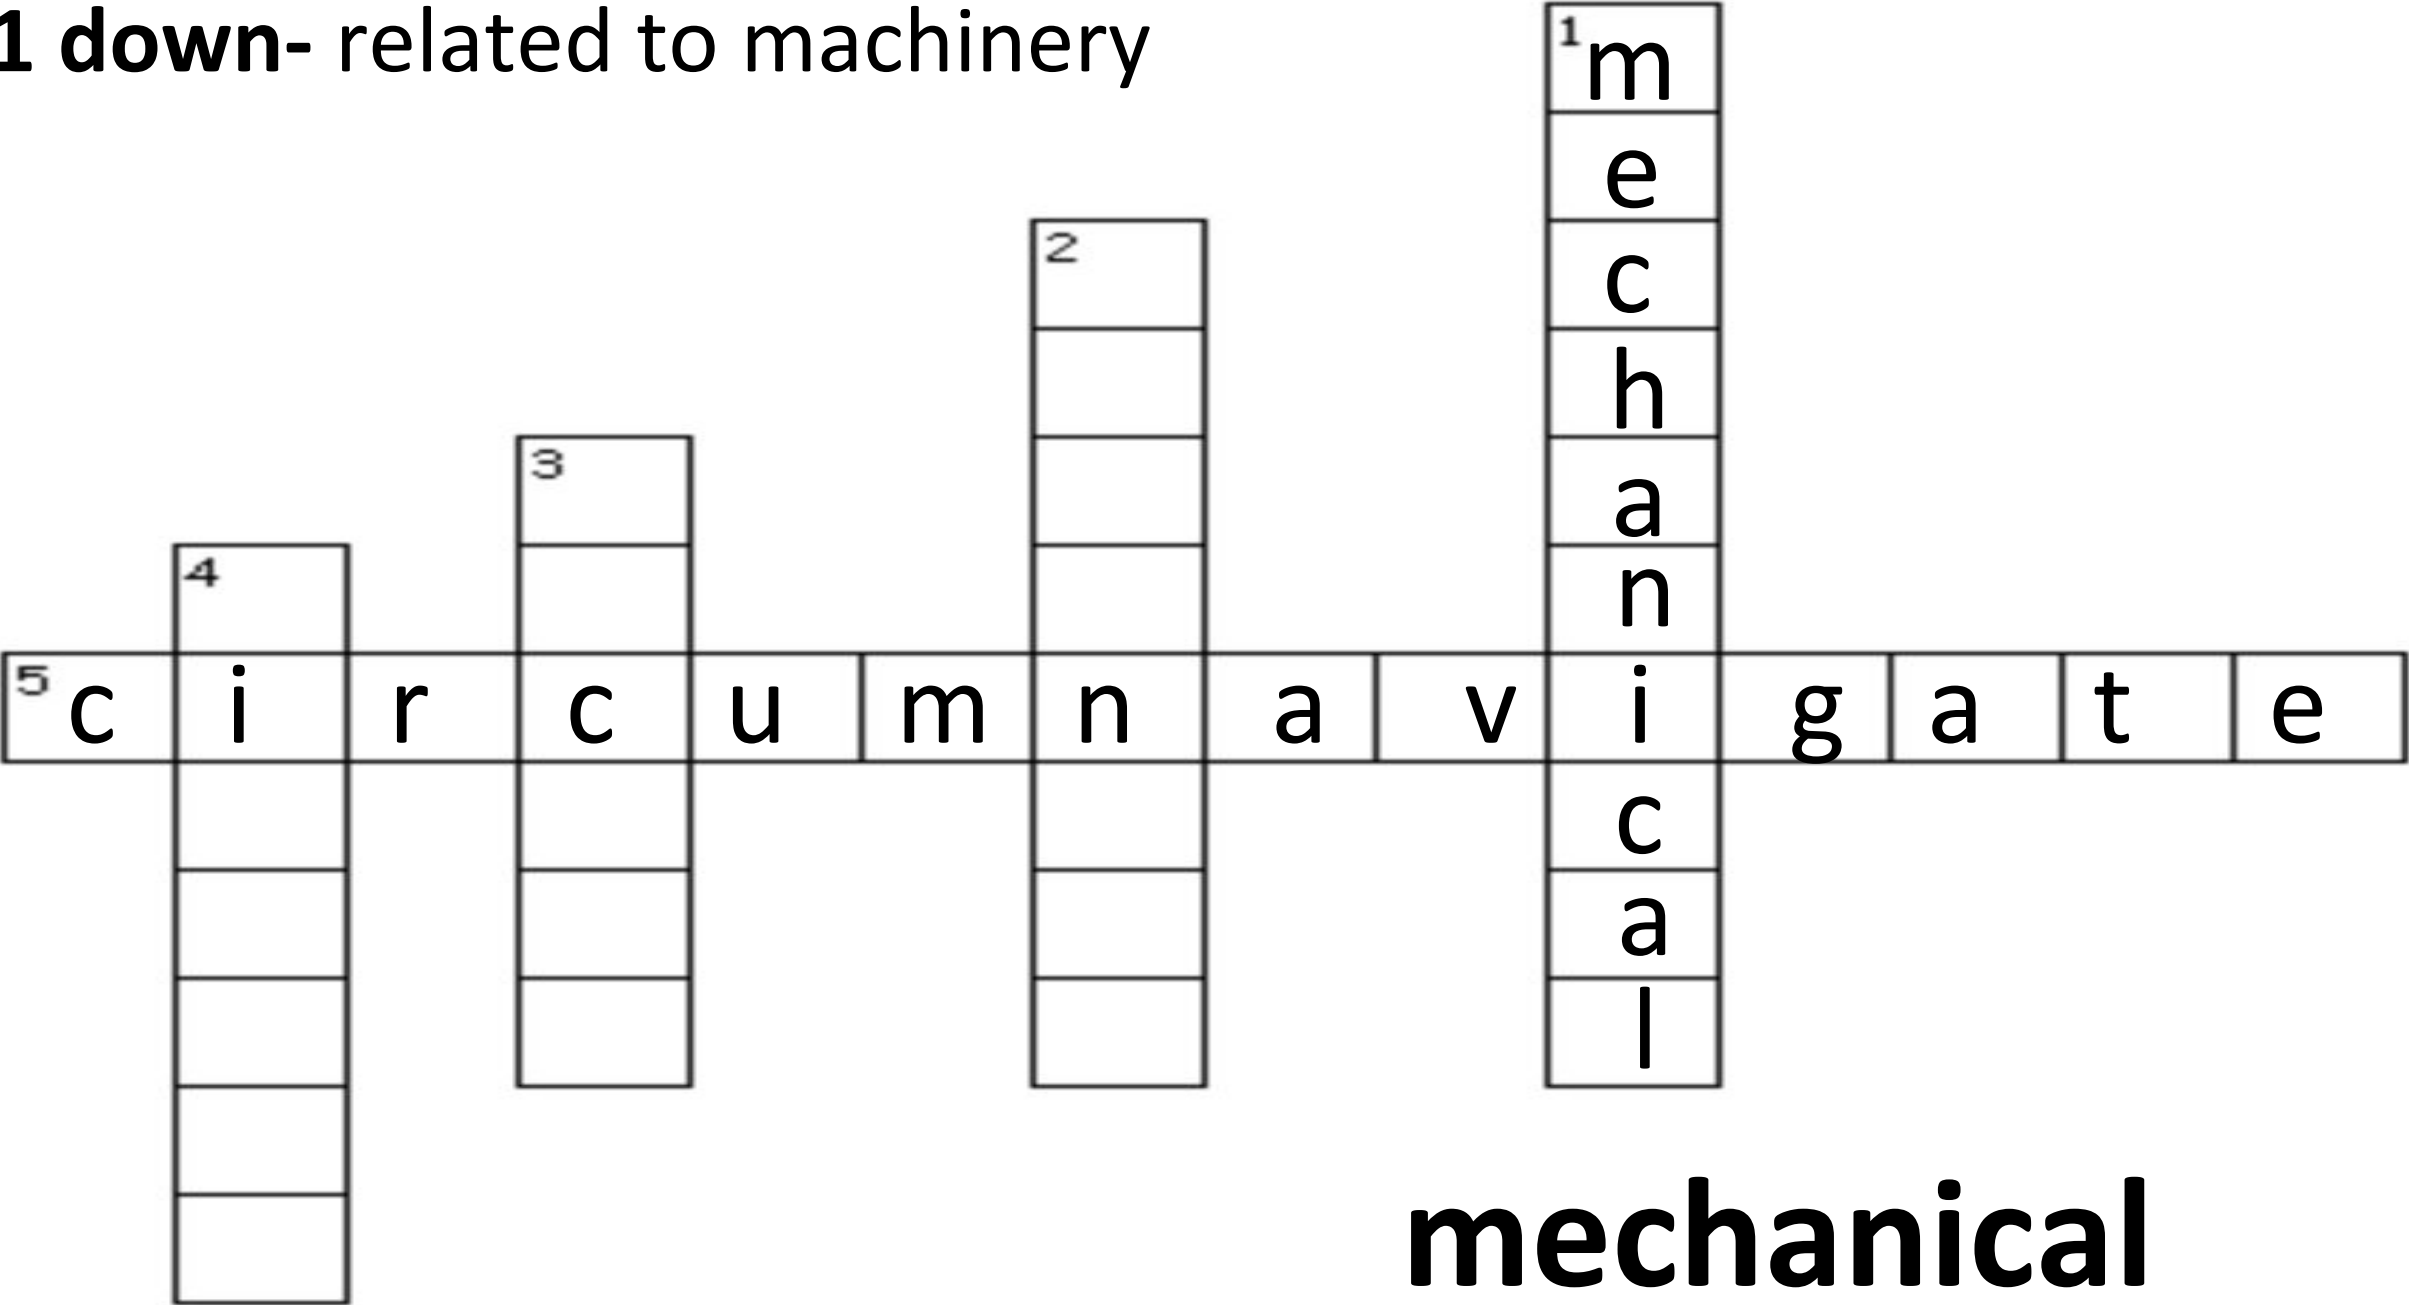 1 down- related to machinery
1 m
e
2 c
h
3 a
4 n
5 c i r c u m n a v i g a t e
c
a
l
mechanical